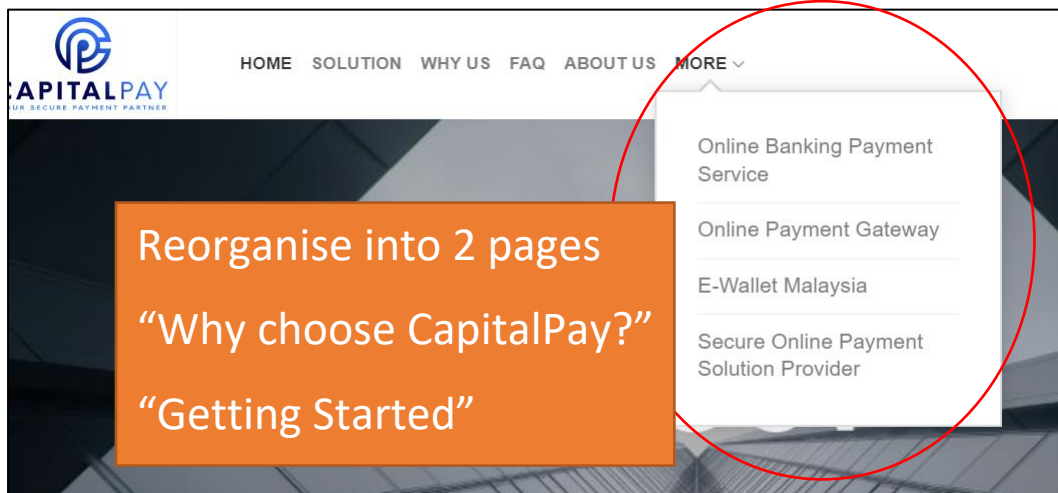 HOME SOLUTION WHY US FAQ ABOUT US MORE
CAPITALPAY
OUR SECURE PAYMENT PARTNER
Online Banking Payment
Service
Online Payment Gateway
E-Wallet Malaysia
Secure Online Payment
Solution Provider
Reorganise into 2 pages
“Why choose CapitalPay?”
“Getting Started”